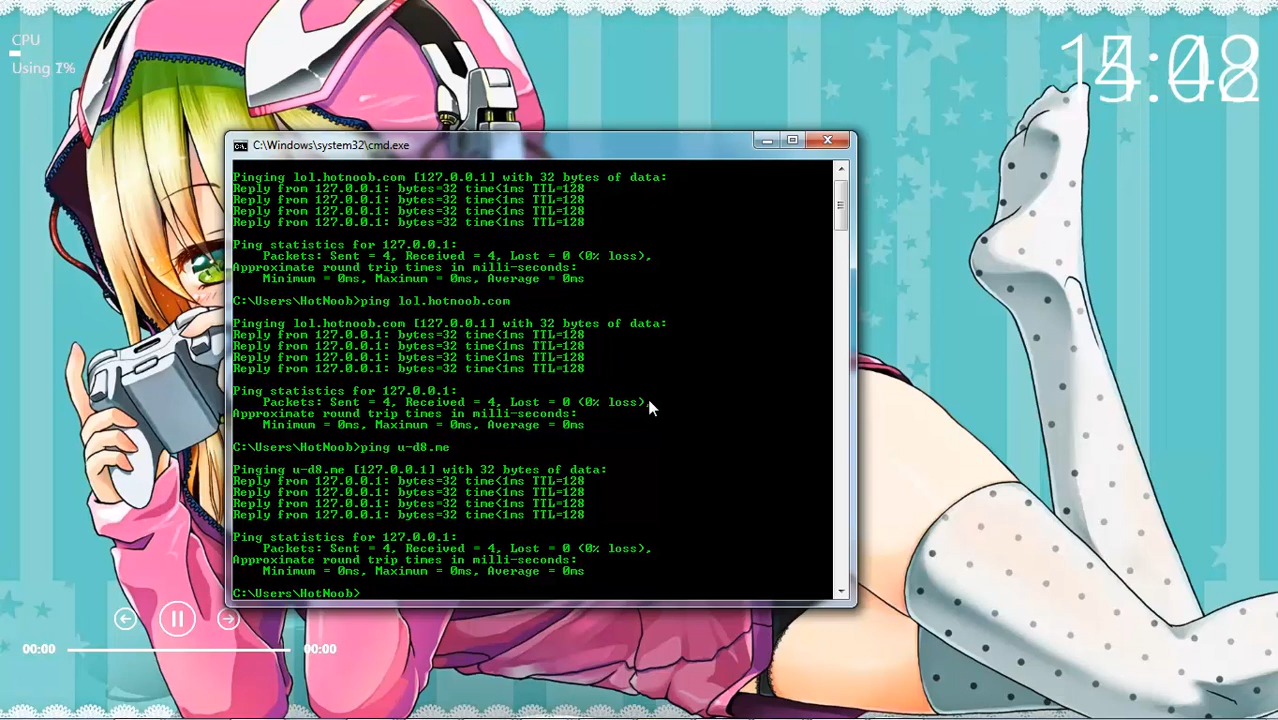 CPU
Using 7%
C:\Windows\system32\cmd.exe
Pinging lol.hotnoob.com [127.0.0.1] with 32 bytes of data:
Reply from 127.0.0.1: bytes=32 time<1ms TTL=128
Reply from 127.0.0.1: bytes=32 time<1ms TTL=128
Reply from 127.0.0.1: bytes=32 time<1ms TTL=128
Reply from 127.0.0.1: bytes=32 time<1ms TTL=128
Ping statistics for 127.0.0.1:
Packets: Sent = 4, Received = 4, Lost = 0 (0% loss),
Approximate round trip times in milli-seconds:
Minimum = 0ms, Maximum = 0ms, Average = 0ms
C:\Users\HotNoob>ping lol.hotnoob.com
Pinging lol.hotnoob.com [127.0.0.1] with 32 bytes of data:
Reply from 127.0.0.1: bytes=32 time<1ms TTL=128
Reply from 127.0.0.1: bytes=32 time<1ms TTL=128
Reply from 127.0.0.1: bytes=32 time<1ms TTL=128
Reply from 127.0.0.1: bytes=32 time<1ms TTL=128
Ping statistics for 127.0.0.1:
Packets: Sent = 4, Received = 4, Lost = 0 (0% loss),
Approximate round trip times in milli-seconds:
Minimum = 0ms, Maximum = 0ms, Average = 0ms
C:\Users\HotNoob>ping u-d8.me
Pinging u-d8.me [127.0.0.1] with 32 bytes of data:
Reply from 127.0.0.1: bytes=32 time<1ms TTL=128
Reply from 127.0.0.1: bytes=32 time<1ms TTL=128
Reply from 127.0.0.1: bytes=32 time<1ms TTL=128
Reply from 127.0.0.1: bytes=32 time<1ms TTL=128
Ping statistics for 127.0.0.1:
Packets: Sent = 4, Received = 4, Lost = 0 (0% loss),
Approximate round trip times in milli-seconds:
Minimum = 0ms, Maximum = 0ms, Average = 0ms
C:\Users\HotNoob>
00:00
00:00